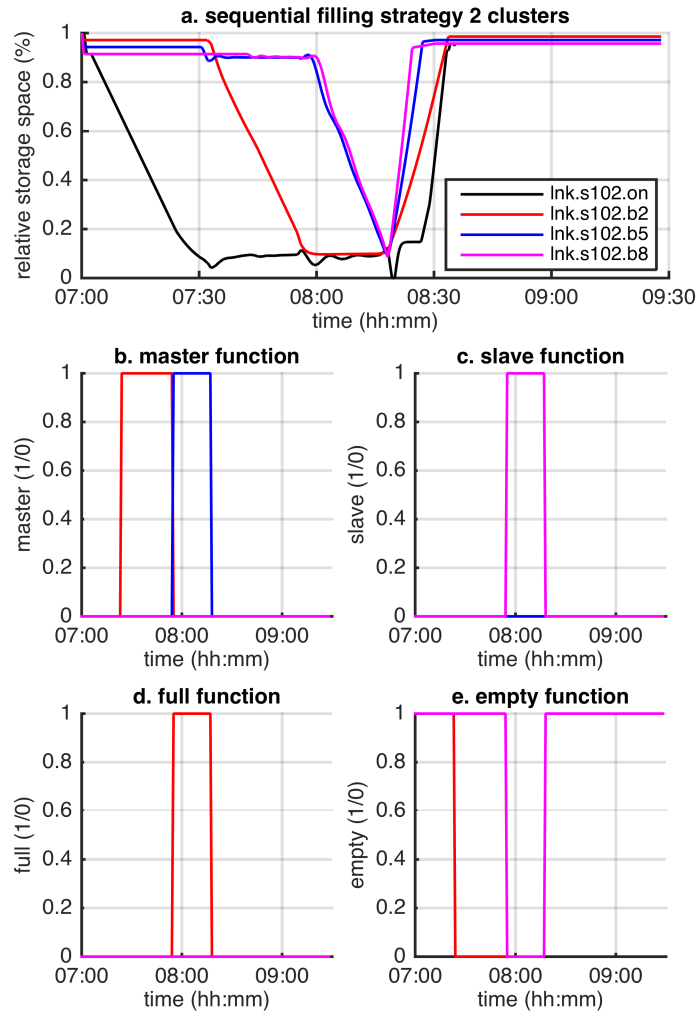 a. sequential filling strategy 2 clusters
relative storage space (%)
1
0.8
0.6
0.4
0.2
0
lnk.s102.on
lnk.s102.b2
lnk.s102.b5
lnk.s102.b8
07:00 07:30 08:00 08:30 09:00 09:30
time (hh:mm)
b. master function
master (1/0)
1
0.8
0.6
0.4
0.2
0
07:00 08:00 09:00
time (hh:mm)
c. slave function
slave (1/0)
1
0.8
0.6
0.4
0.2
0
07:00 08:00 09:00
time (hh:mm)
d. full function
full (1/0)
1
0.8
0.6
0.4
0.2
0
07:00 08:00 09:00
time (hh:mm)
e. empty function
empty (1/0)
1
0.8
0.6
0.4
0.2
0
07:00 08:00 09:00
time (hh:mm)